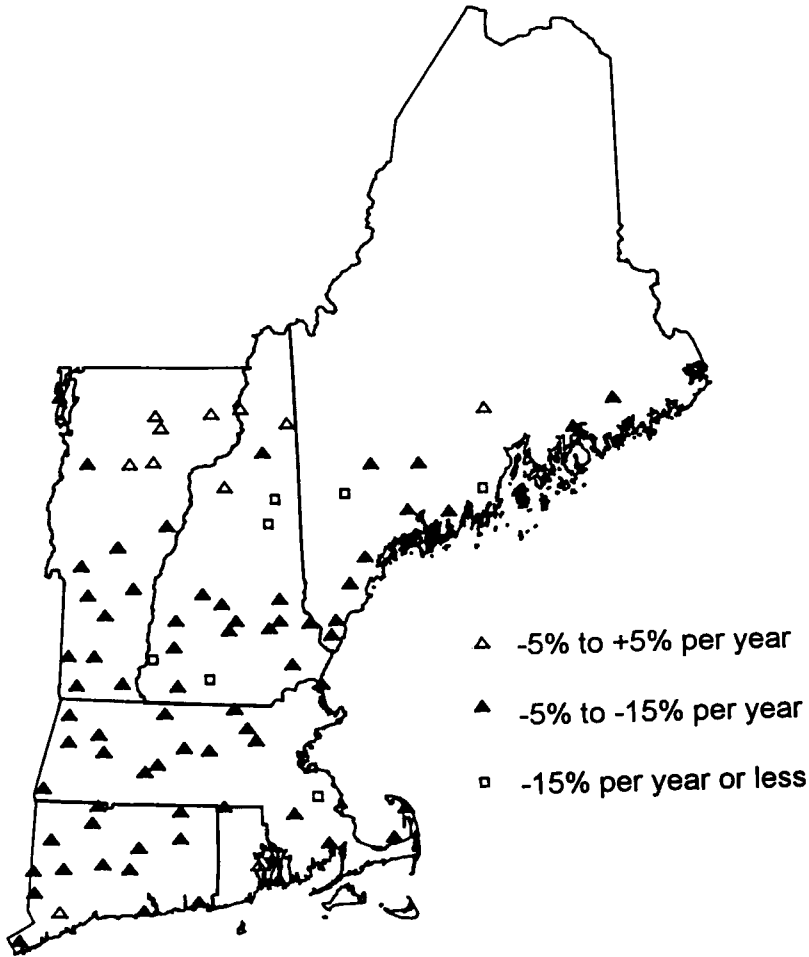 -5% to +5% per year
-5% to -15% per year
-15% per year or less